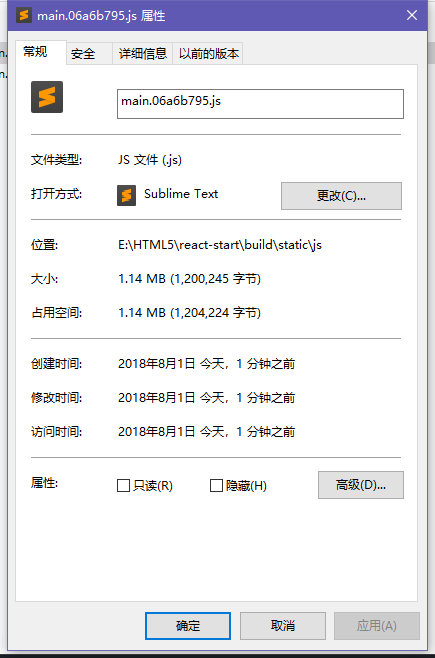 main.06a6b795.js 属性
常规 安全 详细信息 以前的版本
main.06a6b795.js
文件类型: JS 文件 (.js)
打开方式: Sublime Text 更改(C)...
位置: E:\HTML5\react-start\build\static\js
大小: 1.14 MB (1,200,245 字节)
占用空间: 1.14 MB (1,204,224 字节)
创建时间: 2018年8月1日 今天，1 分钟之前
修改时间: 2018年8月1日 今天，1 分钟之前
访问时间: 2018年8月1日 今天，1 分钟之前
属性: 只读(R) 隐藏(H) 高级(D)...
确定 取消 应用(A)